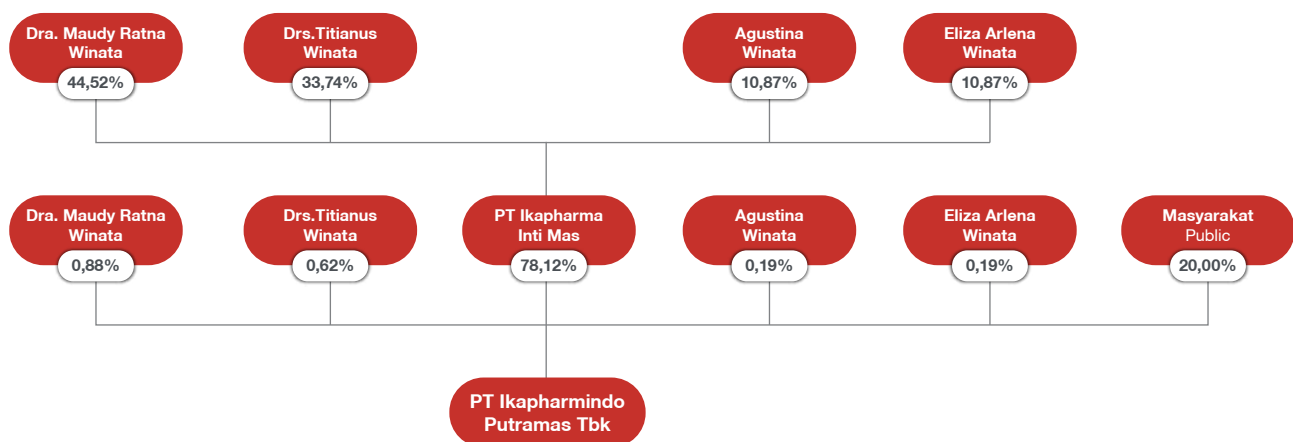 Dra. Maudy Ratna
Winata
44,52%
Drs.Titianus
Winata
33,74%
Agustina
Winata
10,87%
Eliza Arlena
Winata
10,87%
Dra. Maudy Ratna
Winata
0,88%
Drs.Titianus
Winata
0,62%
PT Ikapharma
Inti Mas
78,12%
Agustina
Winata
0,19%
Eliza Arlena
Winata
0,19%
Masyarakat
Public
20,00%
PT Ikapharmindo
Putramas Tbk